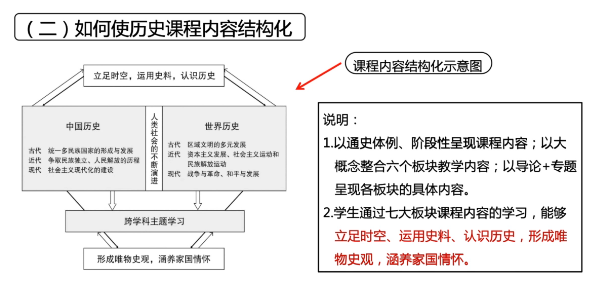 （二）如何使历史课程内容结构化
课程内容结构化示意图
立足时空，运用史料，认识历史
中国历史
古代 统一多民族国家的形成与发展
近代 争取民族独立、人民解放的历程
现代 社会主义现代化的建设
人类社会的不断演进
世界历史
古代 区域文明的多元发展
近代 资本主义发展、社会主义运动和
民族解放运动
现代 战争与革命、和平与发展
跨学科主题学习
形成唯物史观，涵养家国情怀
说明：
1.以通史体例、阶段性呈现课程内容；以大
概念整合六个板块教学内容；以导论+专题
呈现各板块的具体内容。
2.学生通过七大板块课程内容的学习，能够
立足时空、运用史料、认识历史，形成唯
物史观，涵养家国情怀。